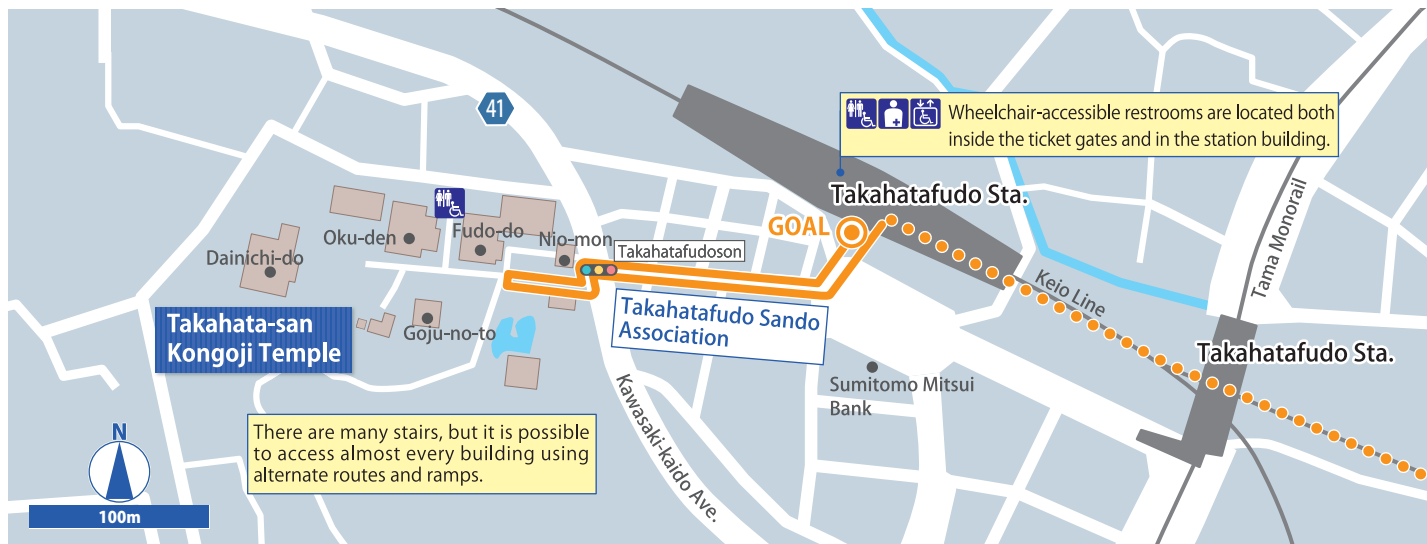 41
Wheelchair-accessible restrooms are located both
inside the ticket gates and in the station building.
Takahatafudo Sta.
GOAL
Oku-den
Fudo-do
Nio-mon
Takahatafudoson
Dainichi-do
Tama Monorail
Keio Line
Takahatafudo Sando
Association
Takahata-san
Kongoji Temple
Goju-no-to
Takahatafudo Sta.
Sumitomo Mitsui
Bank
Kawasaki-kaido Ave.
There are many stairs, but it is possible
to access almost every building using
alternate routes and ramps.
N
100m